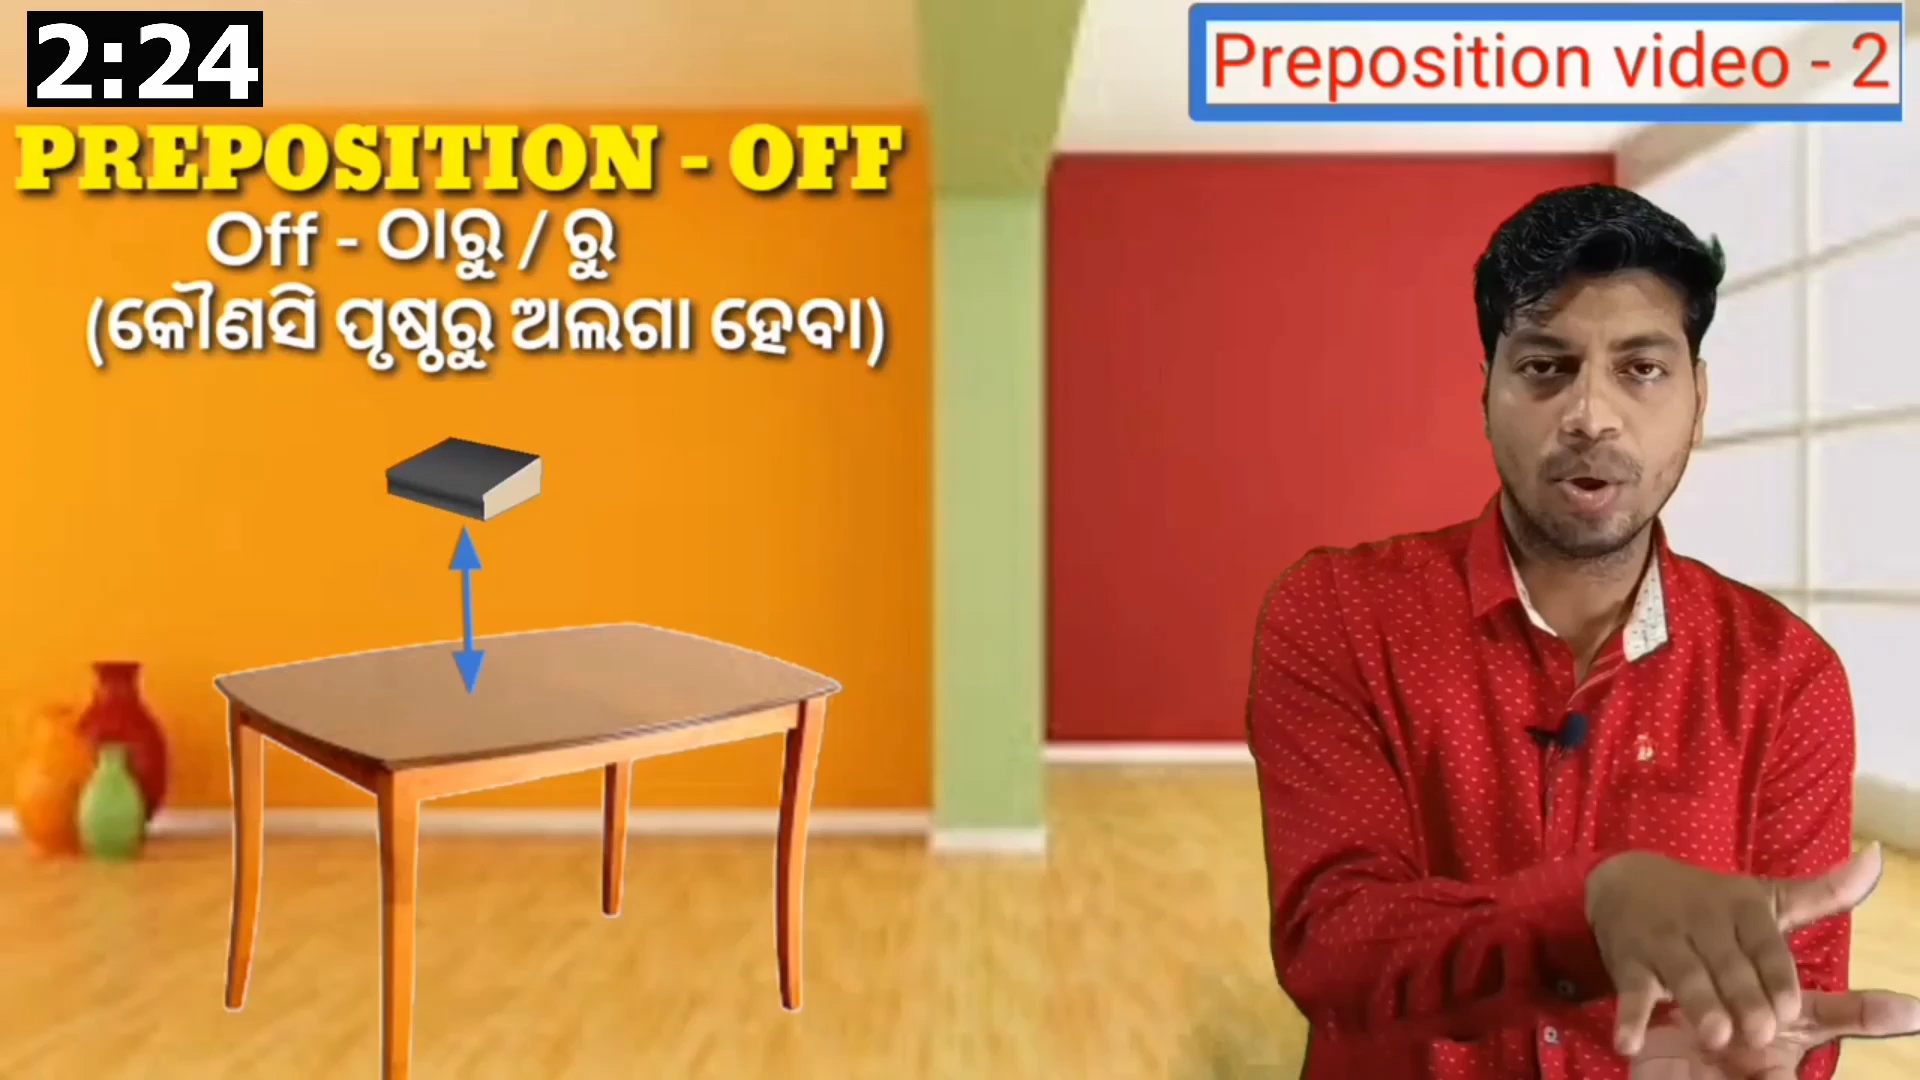 2:24
Preposition video - 2
PREPOSITION - OFF
Off - ଠାରୁ / ରୁ
(କୌଣସି ପୃଷ୍ଠରୁ ଅଲଗା ହେବା)